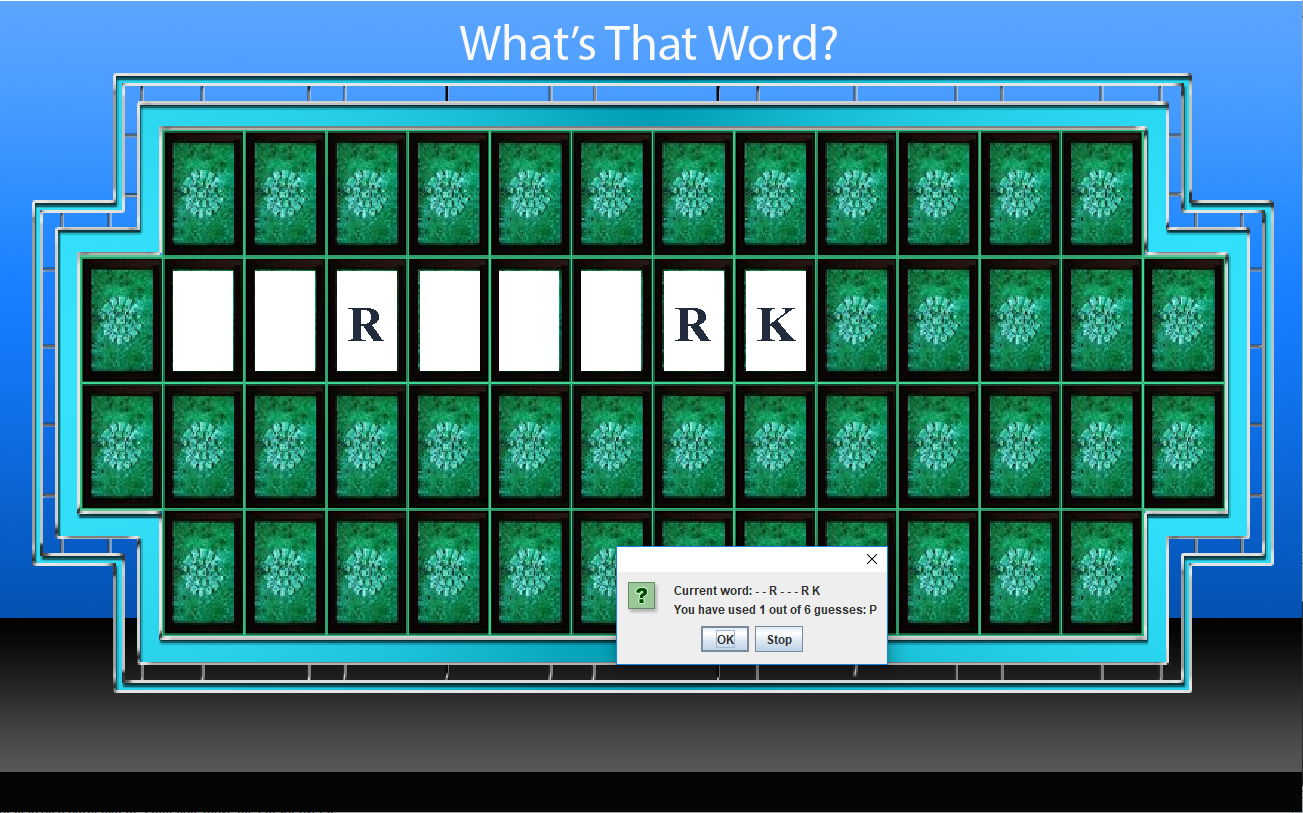 What's That Word?
R R K
Current word: - - R - - - R K
You have used 1 out of 6 guesses: P
OK Stop